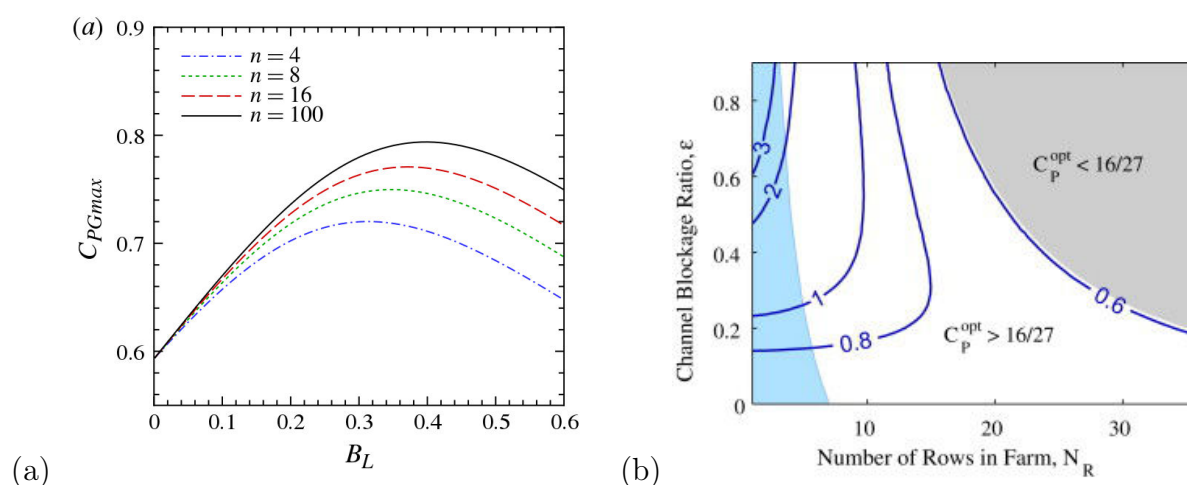 (a)
0.9
0.8
0.7
0.6
n = 4
n = 8
n = 16
n = 100
C_PGmax
0 0.1 0.2 0.3 0.4 0.5 0.6
B_L
(a)
Channel Blockage Ratio, ε
0.8
0.6
0.4
0.2
0
3
2
1
0.8
0.6
C_P^opt < 16/27
C_P^opt > 16/27
10 20 30
Number of Rows in Farm, N_R
(b)